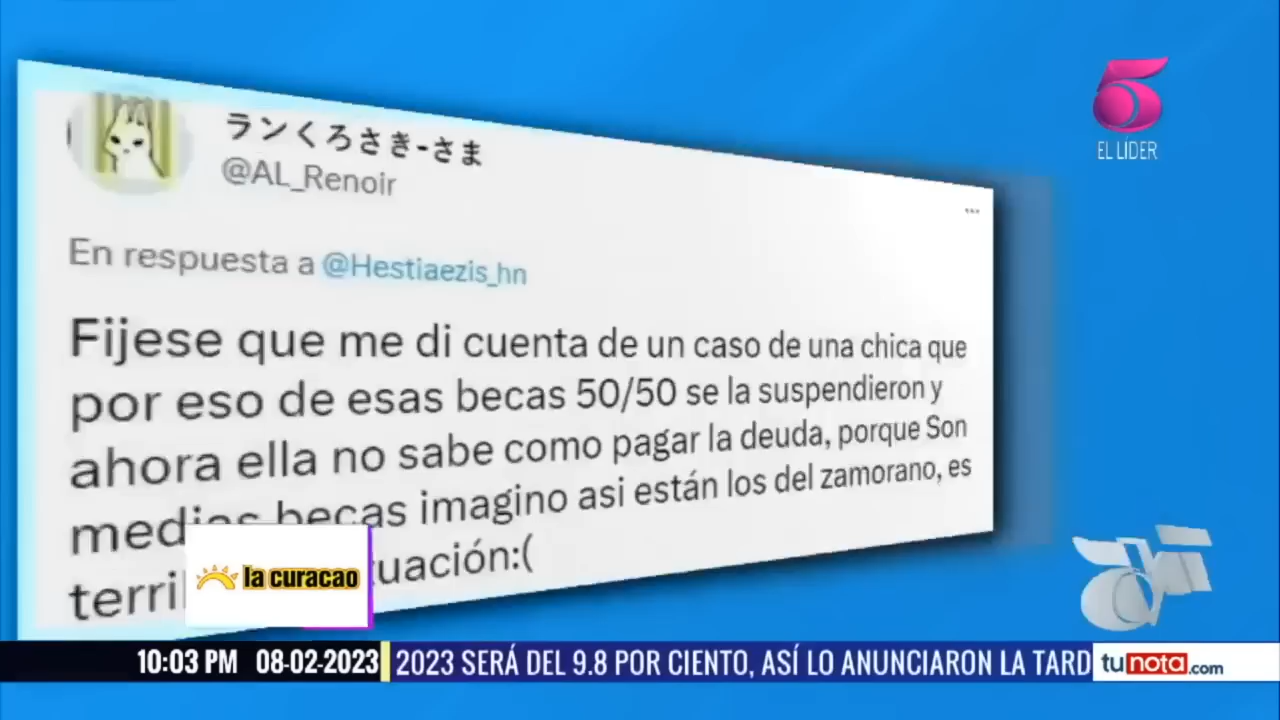 ランくろさき-さま
@AL_Renoir
En respuesta a @Hestiaezis_hn
Fijese que me di cuenta de un caso de una chica que
por eso de esas becas 50/50 se la suspendieron y
ahora ella no sabe como pagar la deuda, porque Son
medias becas imagino asi están los del zamorano, es
5
EL LÍDER
la curacao
10:03 PM 08-02-2023
2023 SERÁ DEL 9.8 POR CIENTO, ASÍ LO ANUNCIARON LA TARD
tunota.com